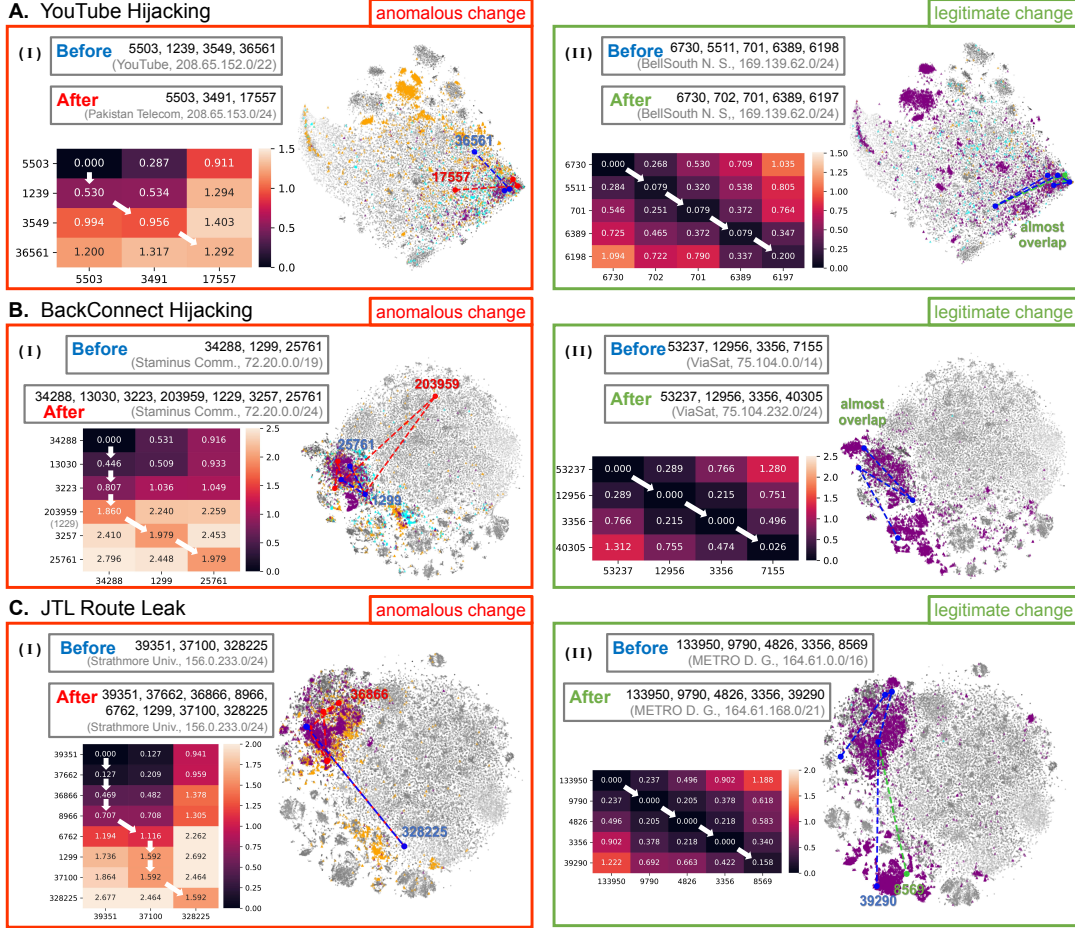 A. YouTube Hijacking
anomalous change
(I)
Before 5503, 1239, 3549, 36561
(YouTube, 208.65.152.0/22)
After 5503, 3491, 17557
(Pakistan Telecom, 208.65.153.0/24)
36561
17557
5503 0.000 0.287 0.911
1239 0.530 0.534 1.294
3549 0.994 0.956 1.403
36561 1.200 1.317 1.292
5503 3491 17557
1.5
1.0
0.5
0.0
legitimate change
(II)
Before 6730, 5511, 701, 6389, 6198
(BellSouth N. S., 169.139.62.0/24)
After 6730, 702, 701, 6389, 6197
(BellSouth N. S,, 169.139.62.0/24)
6730 0.000 0.268 0.530 0.709 1.035
5511 0.284 0.079 0.320 0.538 0.805
701 0.546 0.251 0.079 0.372 0.764
6389 0.725 0.465 0.372 0.079 0.347
6198 1.094 0.722 0.790 0.337 0.200
6730 702 701 6389 6197
1.50
1.25
1.00
0.75
0.50
0.25
0.00
almost
overlap
B. BackConnect Hijacking
anomalous change
(I)
Before 34288, 1299, 25761
(Staminus Comm., 72.20.0.0/19)
34288, 13030, 3223, 203959, 1229, 3257, 25761
After (Staminus Comm., 72.20.0.0/24)
203959
25761
1299
34288 0.000 0.531 0.916
13030 0.446 0.509 0.933
3223 0.807 1.036 1.049
203959 1.860 2.240 2.259
(1229)
3257 2.410 1.979 2.453
25761 2.796 2.448 1.979
34288 1299 25761
2.5
2.0
1.5
1.0
0.5
0.0
legitimate change
(II)
Before 53237, 12956, 3356, 7155
(ViaSat, 75.104.0.0/14)
After 53237, 12956, 3356, 40305
(ViaSat, 75.104.232.0/24)
almost
overlap
53237 0.000 0.289 0.766 1.280
12956 0.289 0.000 0.215 0.751
3356 0.766 0.215 0.000 0.496
40305 1.312 0.755 0.474 0.026
53237 12956 3356 7155
2.5
2.0
1.5
1.0
0.5
0.0
C. JTL Route Leak
anomalous change
(I)
Before 39351, 37100, 328225
(Strathmore Univ., 156.0.233.0/24)
After 39351, 37662, 36866, 8966,
6762, 1299, 37100, 328225
(Strathmore Univ., 156.0.233.0/24)
36866
328225
39351 0.000 0.127 0.941
37662 0.127 0.209 0.959
36866 0.469 0.482 1.378
8966 0.707 0.708 1.305
6762 1.194 1.116 2.262
1299 1.736 1.592 2.692
37100 1.864 1.592 2.464
328225 2.677 2.464 1.592
39351 37100 328225
2.00
1.75
1.50
1.25
1.00
0.75
0.50
0.25
0.00
legitimate change
(II)
Before 133950, 9790, 4826, 3356, 8569
(METRO D. G., 164.61.0.0/16)
After 133950, 9790, 4826, 3356, 39290
(METRO D. G., 164.61.168.0/21)
133950 0.000 0.237 0.496 0.902 1.188
9790 0.237 0.000 0.205 0.378 0.618
4826 0.496 0.205 0.000 0.218 0.583
3356 0.902 0.378 0.218 0.000 0.340
39290 1.222 0.692 0.663 0.422 0.158
133950 9790 4826 3356 8569
2.0
1.5
1.0
0.5
0.0
8569
39290